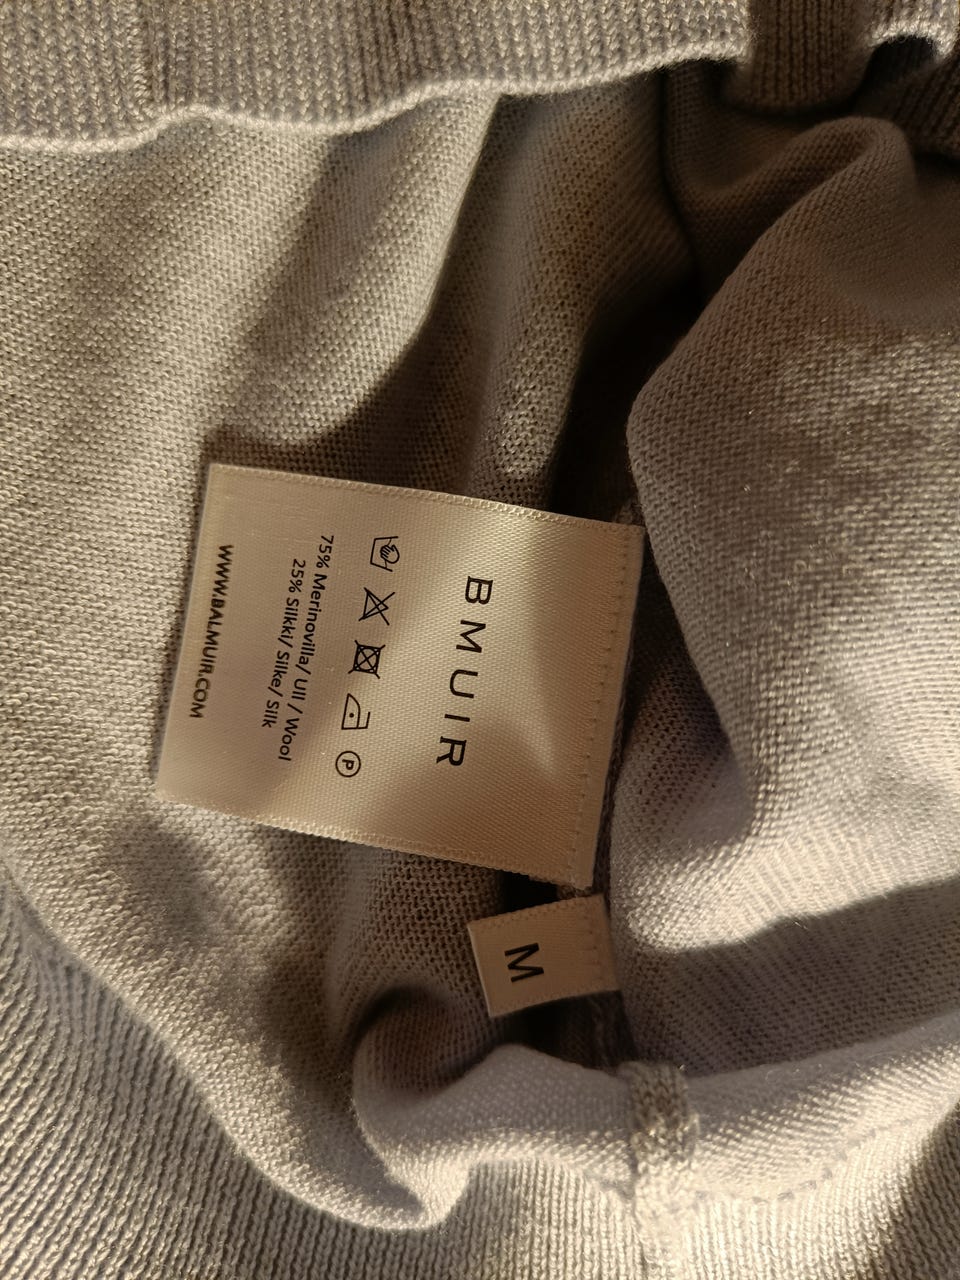 BMUIR
P
75% Merinovilla/ Ull / Wool
25% Silkki/ Silke/ Silk
WWW.BALMUIR.COM
M